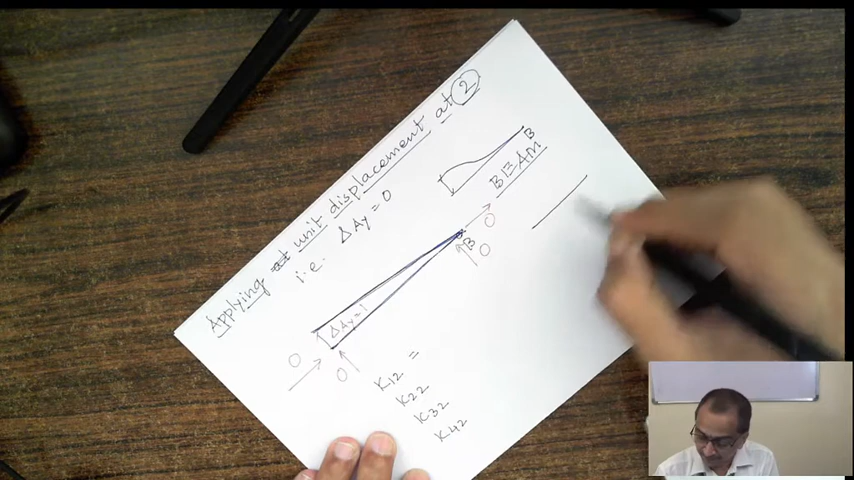 Applying at unit displacement at 2
i.e. ΔAy = 0
B
BEAM
ΔAy=1
B
0
0
0
0
K12 =
K22
K32
K42